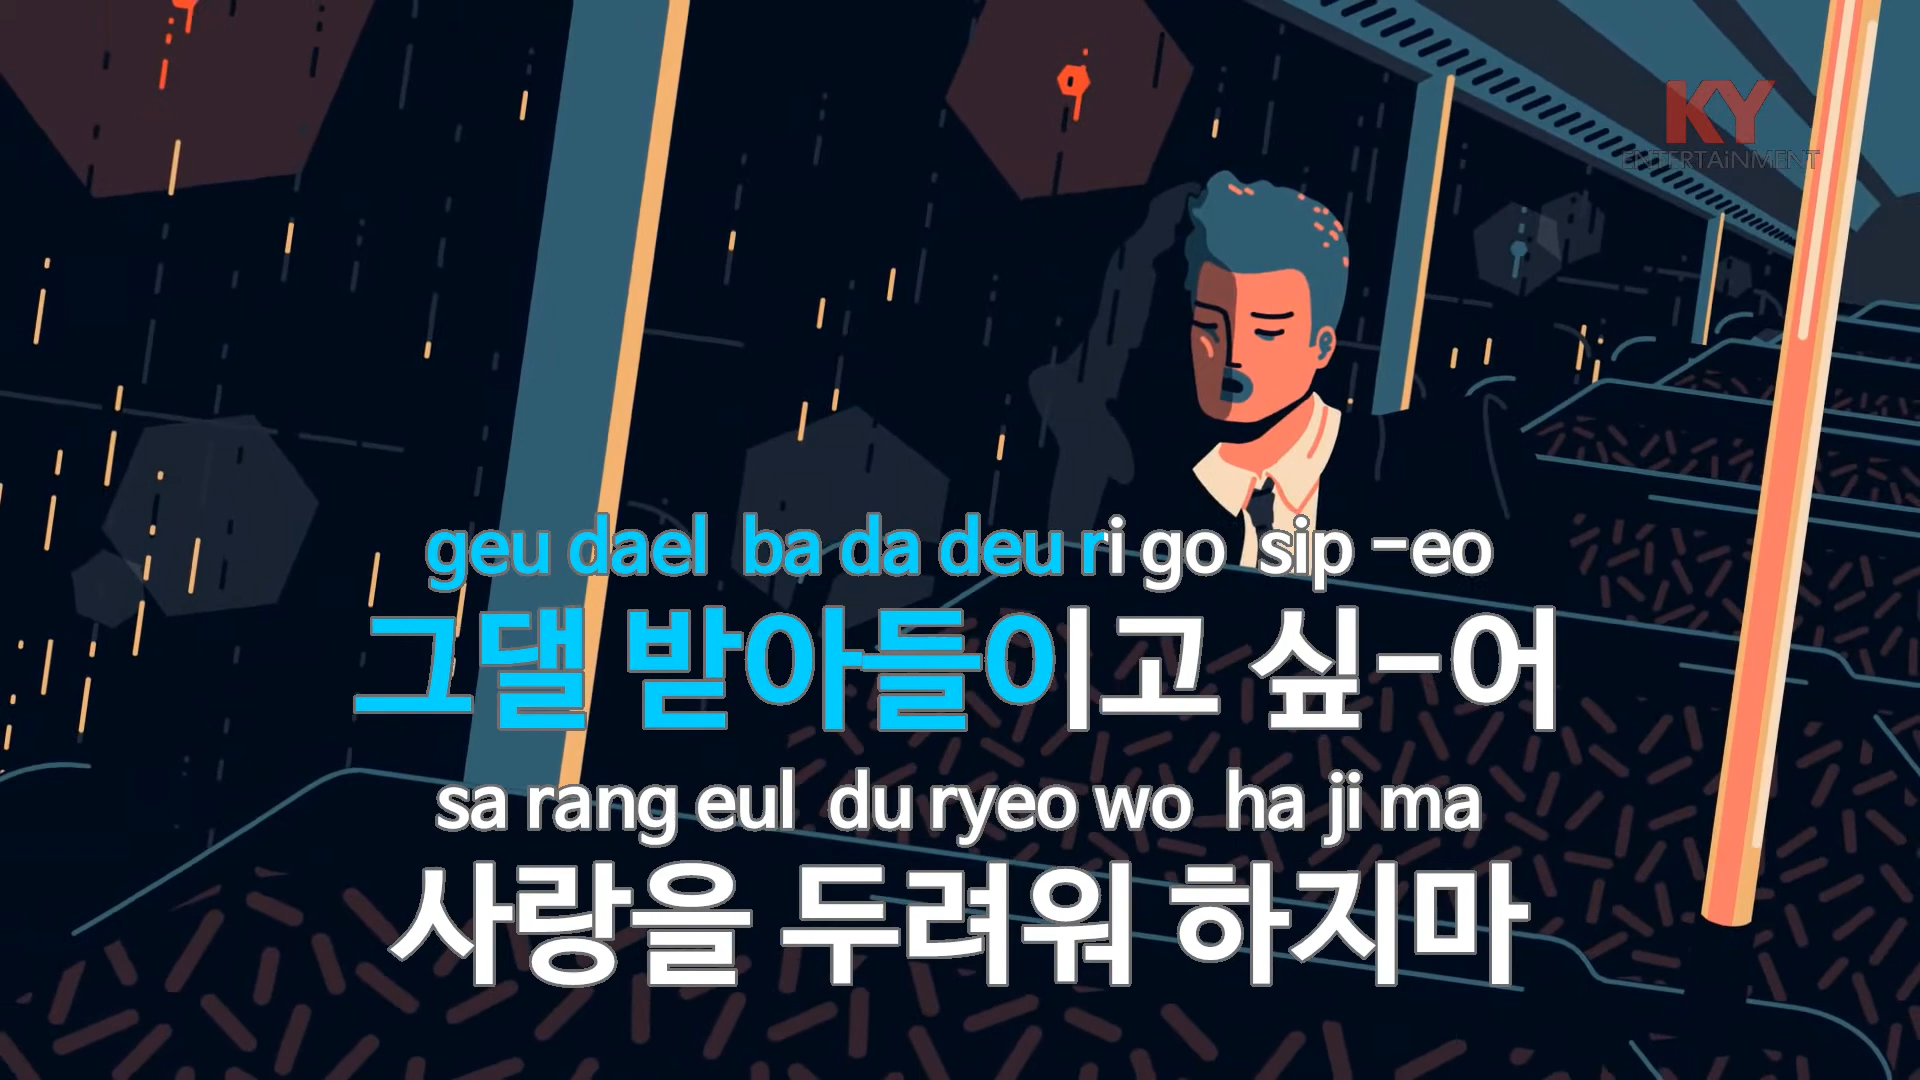 KY
ENTERTAiNMENT
geu dael ba da deu ri go sip -eo
그댈 받아들이고 싶-어
sa rang eul du ryeo wo ha ji ma
사랑을 두려워 하지마